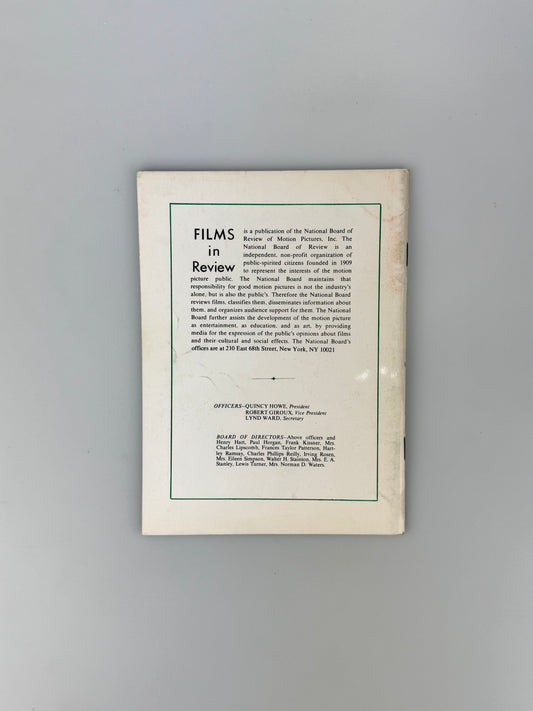 FILMS
in
Review
is a publication of the National Board of
Review of Motion Pictures, Inc. The
National Board of Review is an
independent, non-profit organization of
public-spirited citizens founded in 1909
to represent the interests of the motion
picture public. The National Board maintains that
responsibility for good motion pictures is not the industry's
alone, but is also the public's. Therefore the National Board
reviews films, classifies them, disseminates information about
them, and organizes audience support for them. The National
Board further assists the development of the motion picture
as entertainment, as education, and as art, by providing
media for the expression of the public's opinions about films
and their cultural and social effects. The National Board's
offices are at 210 East 68th Street, New York, NY 10021
OFFICERS—QUINCY HOWE, President
ROBERT GIROUX, Vice President
LYND WARD, Secretary
BOARD OF DIRECTORS—Above officers and
Henry Hart, Paul Horgan, Frank Kissner, Mrs.
Charles Lipscomb, Frances Taylor Patterson, Hart-
ley Ramsay, Charles Phillips Reilly, Irving Rosen,
Mrs. Eileen Simpson, Walter H. Stainton, Mrs. E. A.
Stanley, Lewis Turner, Mrs. Norman D. Waters.